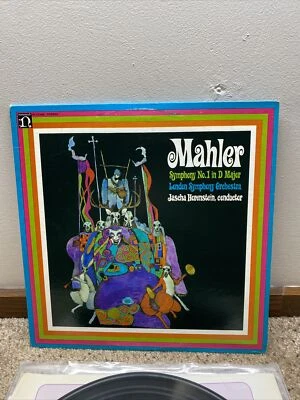 Mahler
Symphony No.1 in D Major
London Symphony Orchestra
Jascha Horenstein, conductor